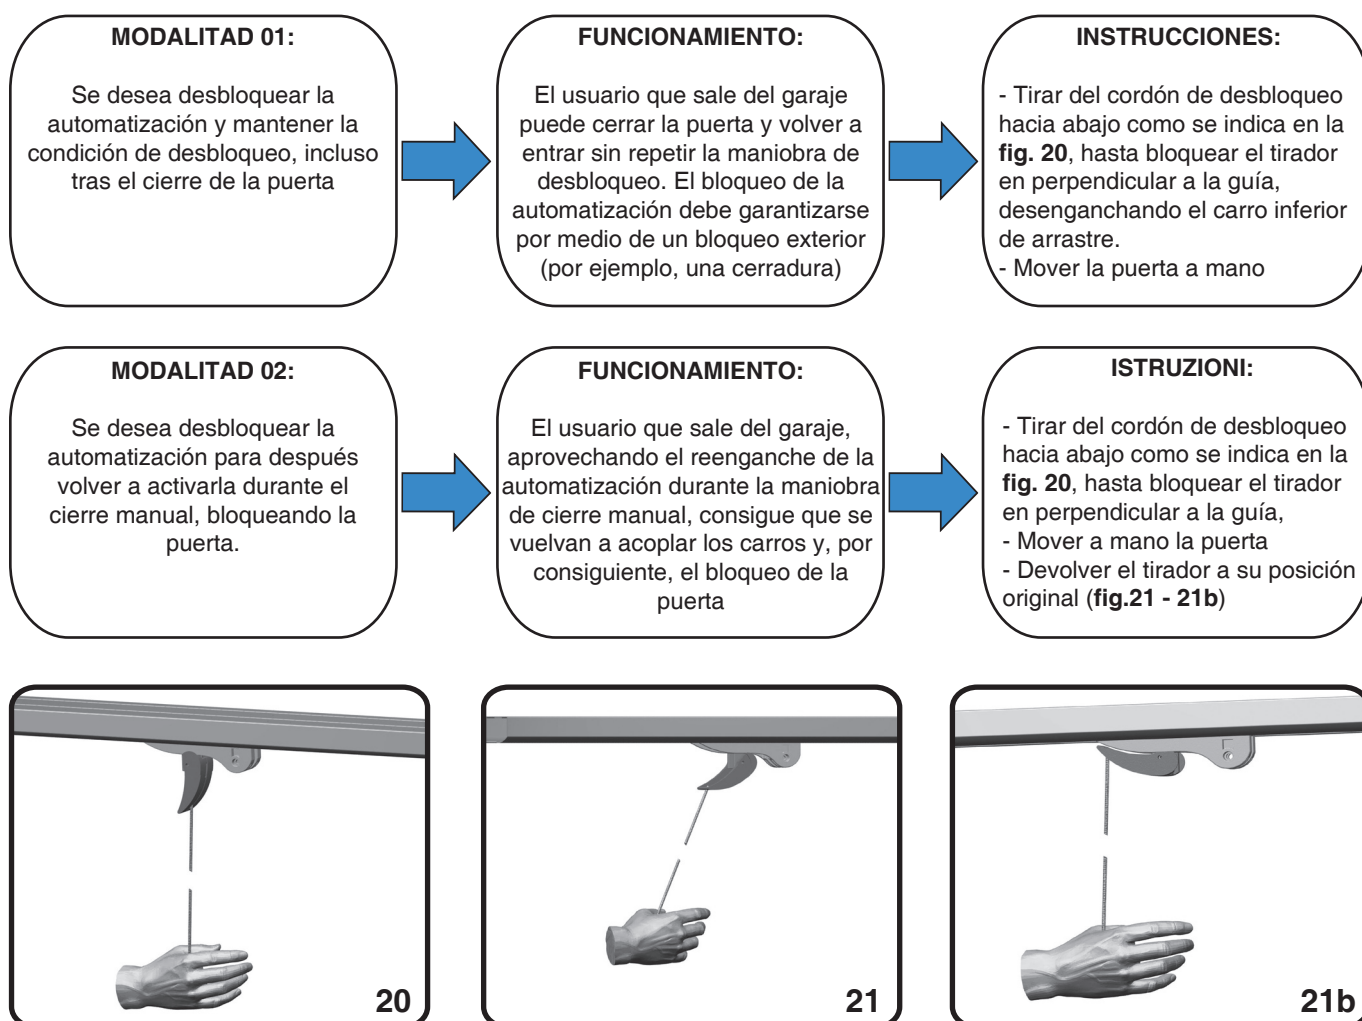 MODALITAD 01:
Se desea desbloquear la
automatización y mantener la
condición de desbloqueo, incluso
tras el cierre de la puerta
FUNCIONAMIENTO:
El usuario que sale del garaje
puede cerrar la puerta y volver a
entrar sin repetir la maniobra de
desbloqueo. El bloqueo de la
automatización debe garantizarse
por medio de un bloqueo exterior
(por ejemplo, una cerradura)
INSTRUCCIONES:
- Tirar del cordón de desbloqueo
hacia abajo como se indica en la
fig. 20, hasta bloquear el tirador
en perpendicular a la guía,
desenganchando el carro inferior
de arrastre.
- Mover la puerta a mano
MODALITAD 02:
Se desea desbloquear la
automatización para después
volver a activarla durante el
cierre manual, bloqueando la
puerta.
FUNCIONAMIENTO:
El usuario que sale del garaje,
aprovechando el reenganche de la
automatización durante la maniobra
de cierre manual, consigue que se
vuelvan a acoplar los carros y, por
consiguiente, el bloqueo de la
puerta
ISTRUZIONI:
- Tirar del cordón de desbloqueo
hacia abajo como se indica en la
fig. 20, hasta bloquear el tirador
en perpendicular a la guía,
- Mover a mano la puerta
- Devolver el tirador a su posición
original (fig.21 - 21b)
20
21
21b